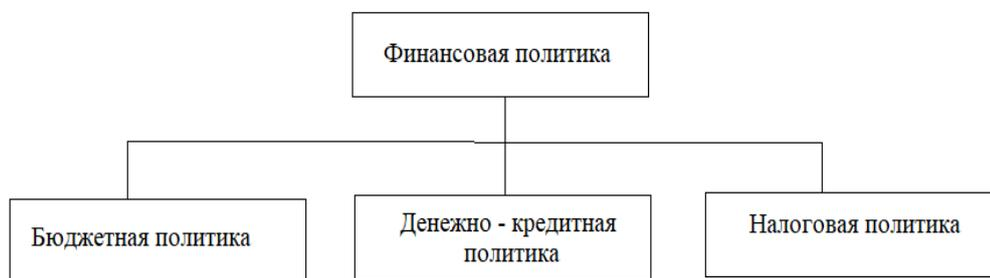 Финансовая политика
Бюджетная политика
Денежно - кредитная
политика
Налоговая политика